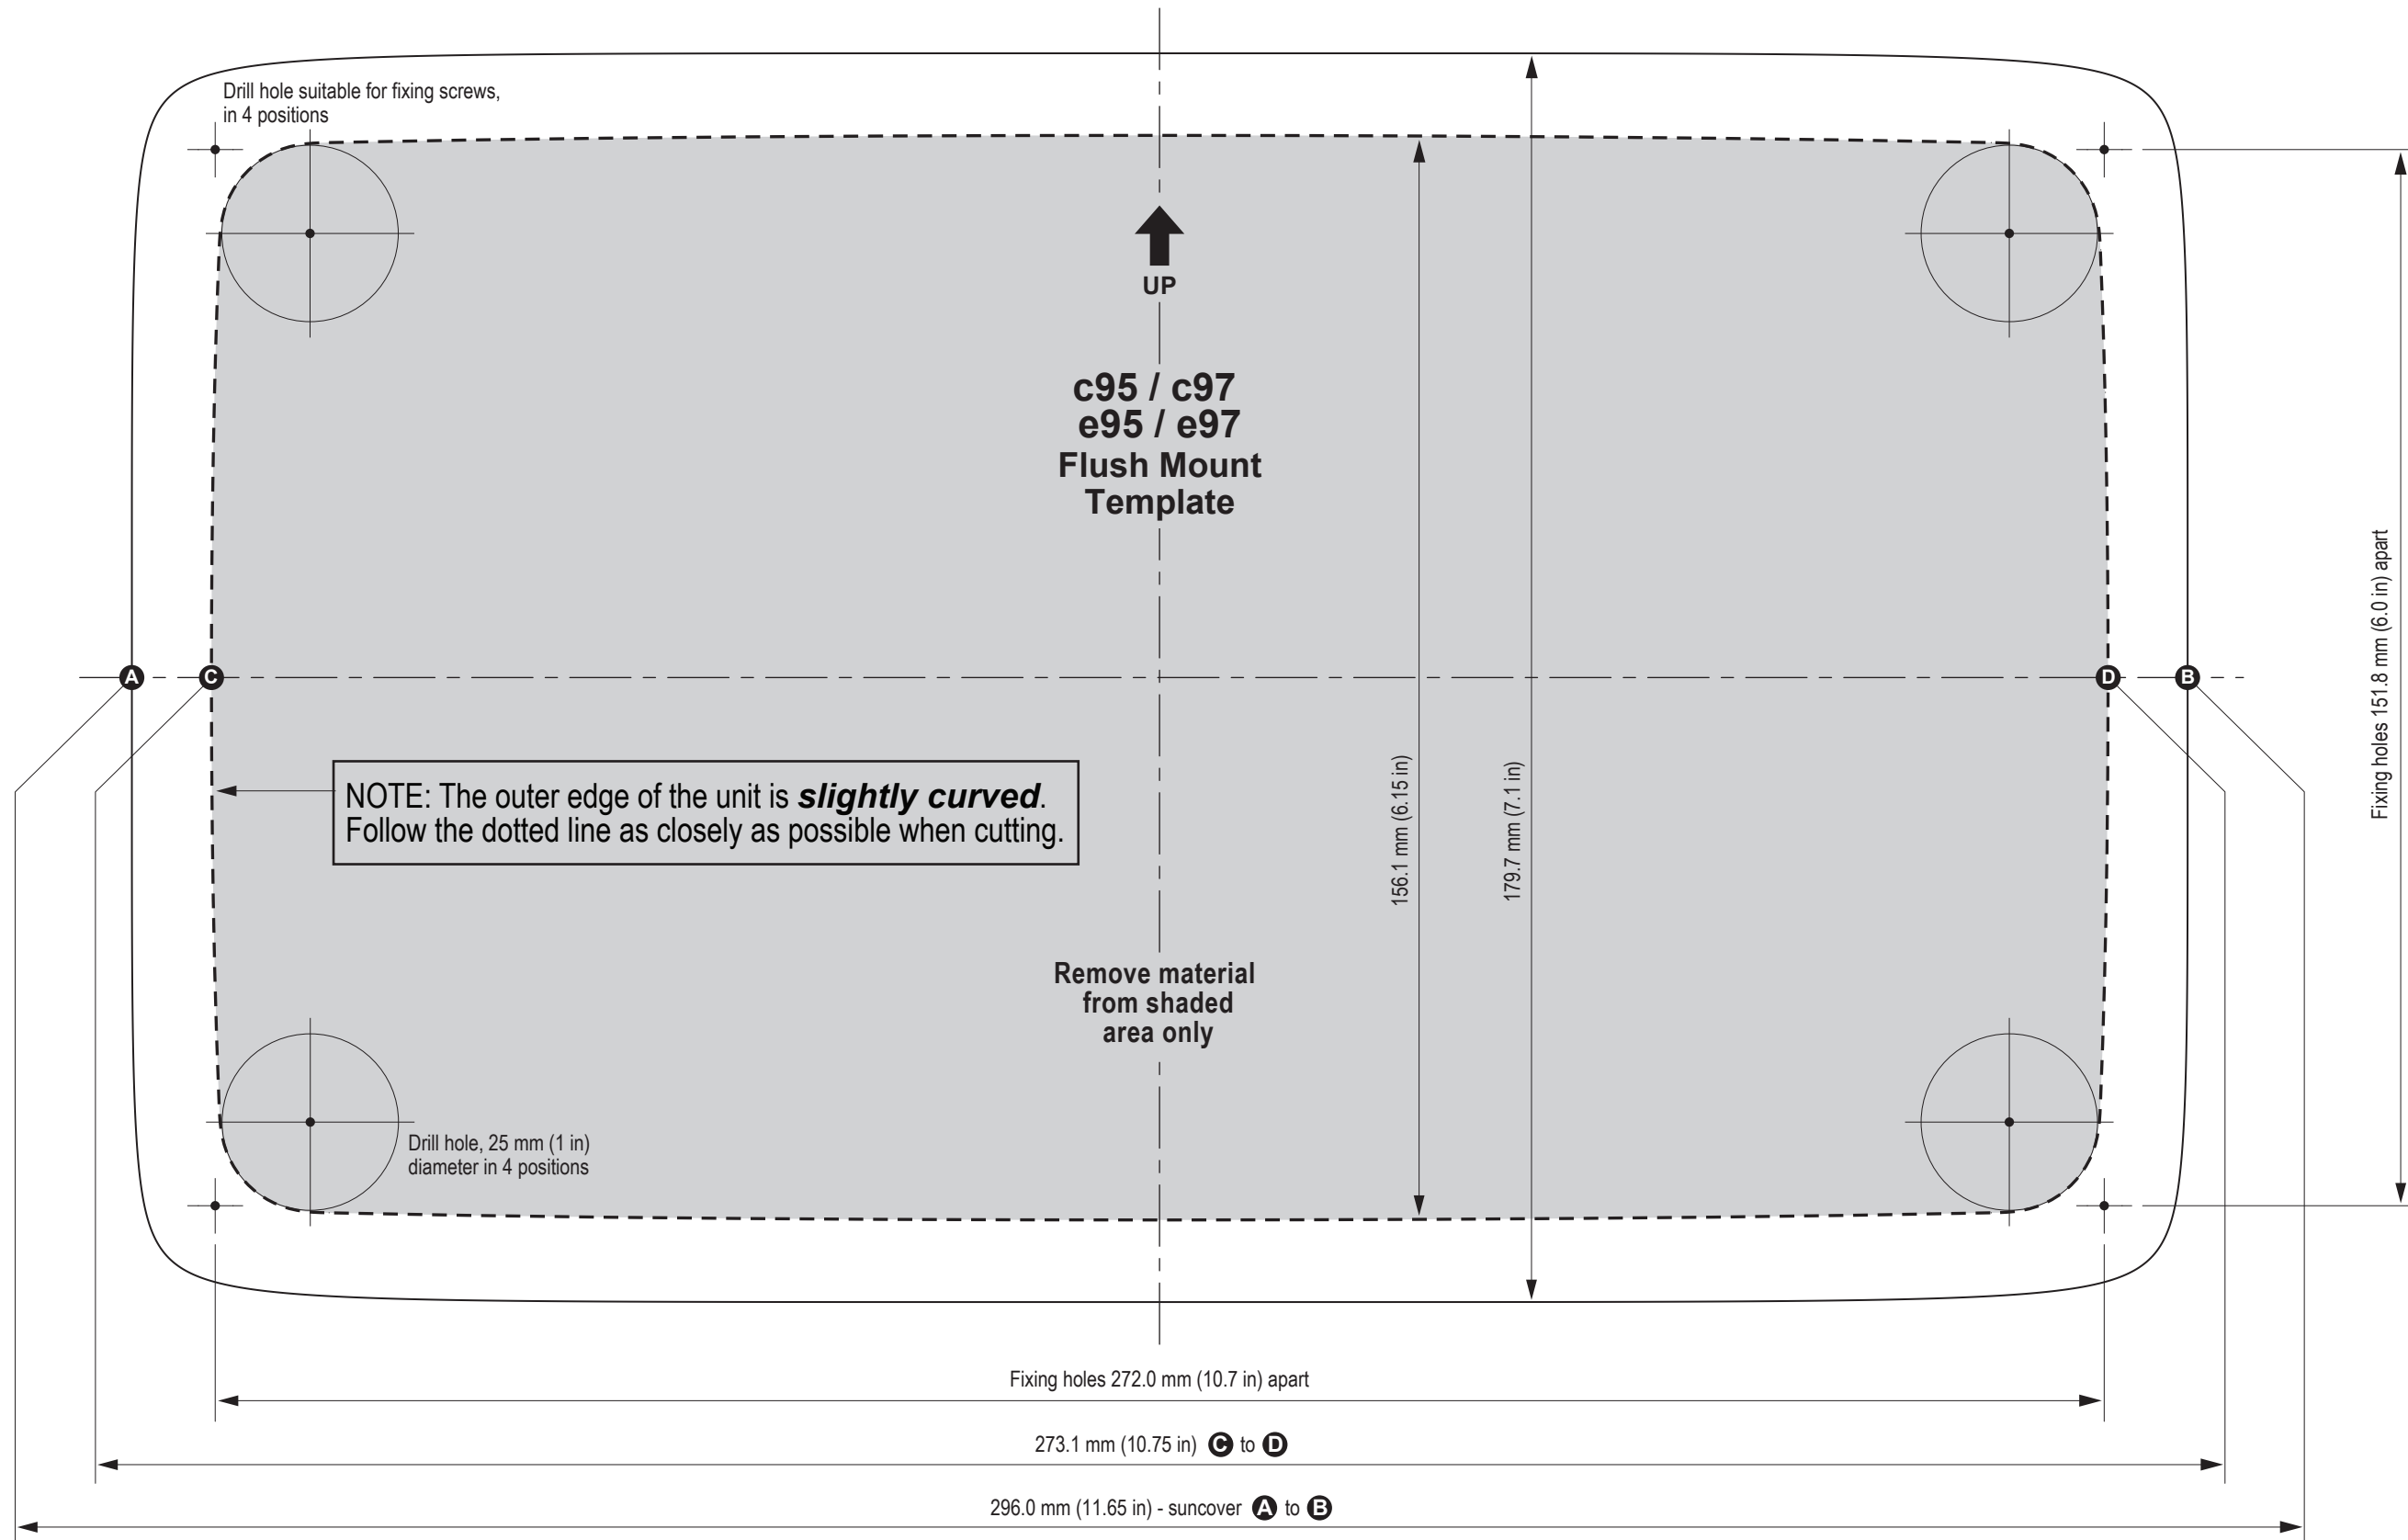 Drill hole suitable for fixing screws,
in 4 positions
UP
c95 / c97
e95 / e97
Flush Mount
Template
A
C
D
B
Fixing holes 151.8 mm (6.0 in) apart
NOTE: The outer edge of the unit is slightly curved.
Follow the dotted line as closely as possible when cutting.
156.1 mm (6.15 in)
179.7 mm (7.1 in)
Remove material
from shaded
area only
Drill hole, 25 mm (1 in)
diameter in 4 positions
Fixing holes 272.0 mm (10.7 in) apart
273.1 mm (10.75 in) C to D
296.0 mm (11.65 in) - suncover A to B